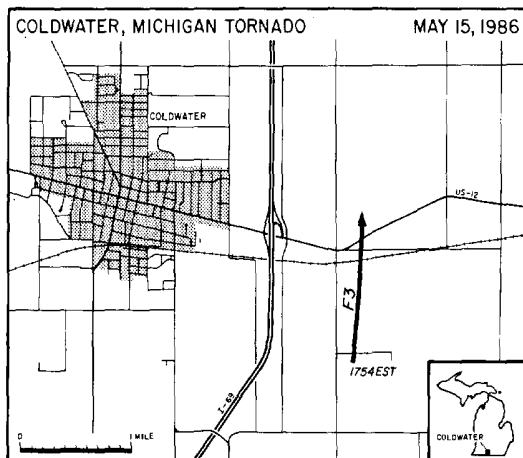 COLDWATER, MICHIGAN TORNADO MAY 15, 1986
COLDWATER
US-12
F3
1754EST
I-69
0 1 MILE
COLDWATER